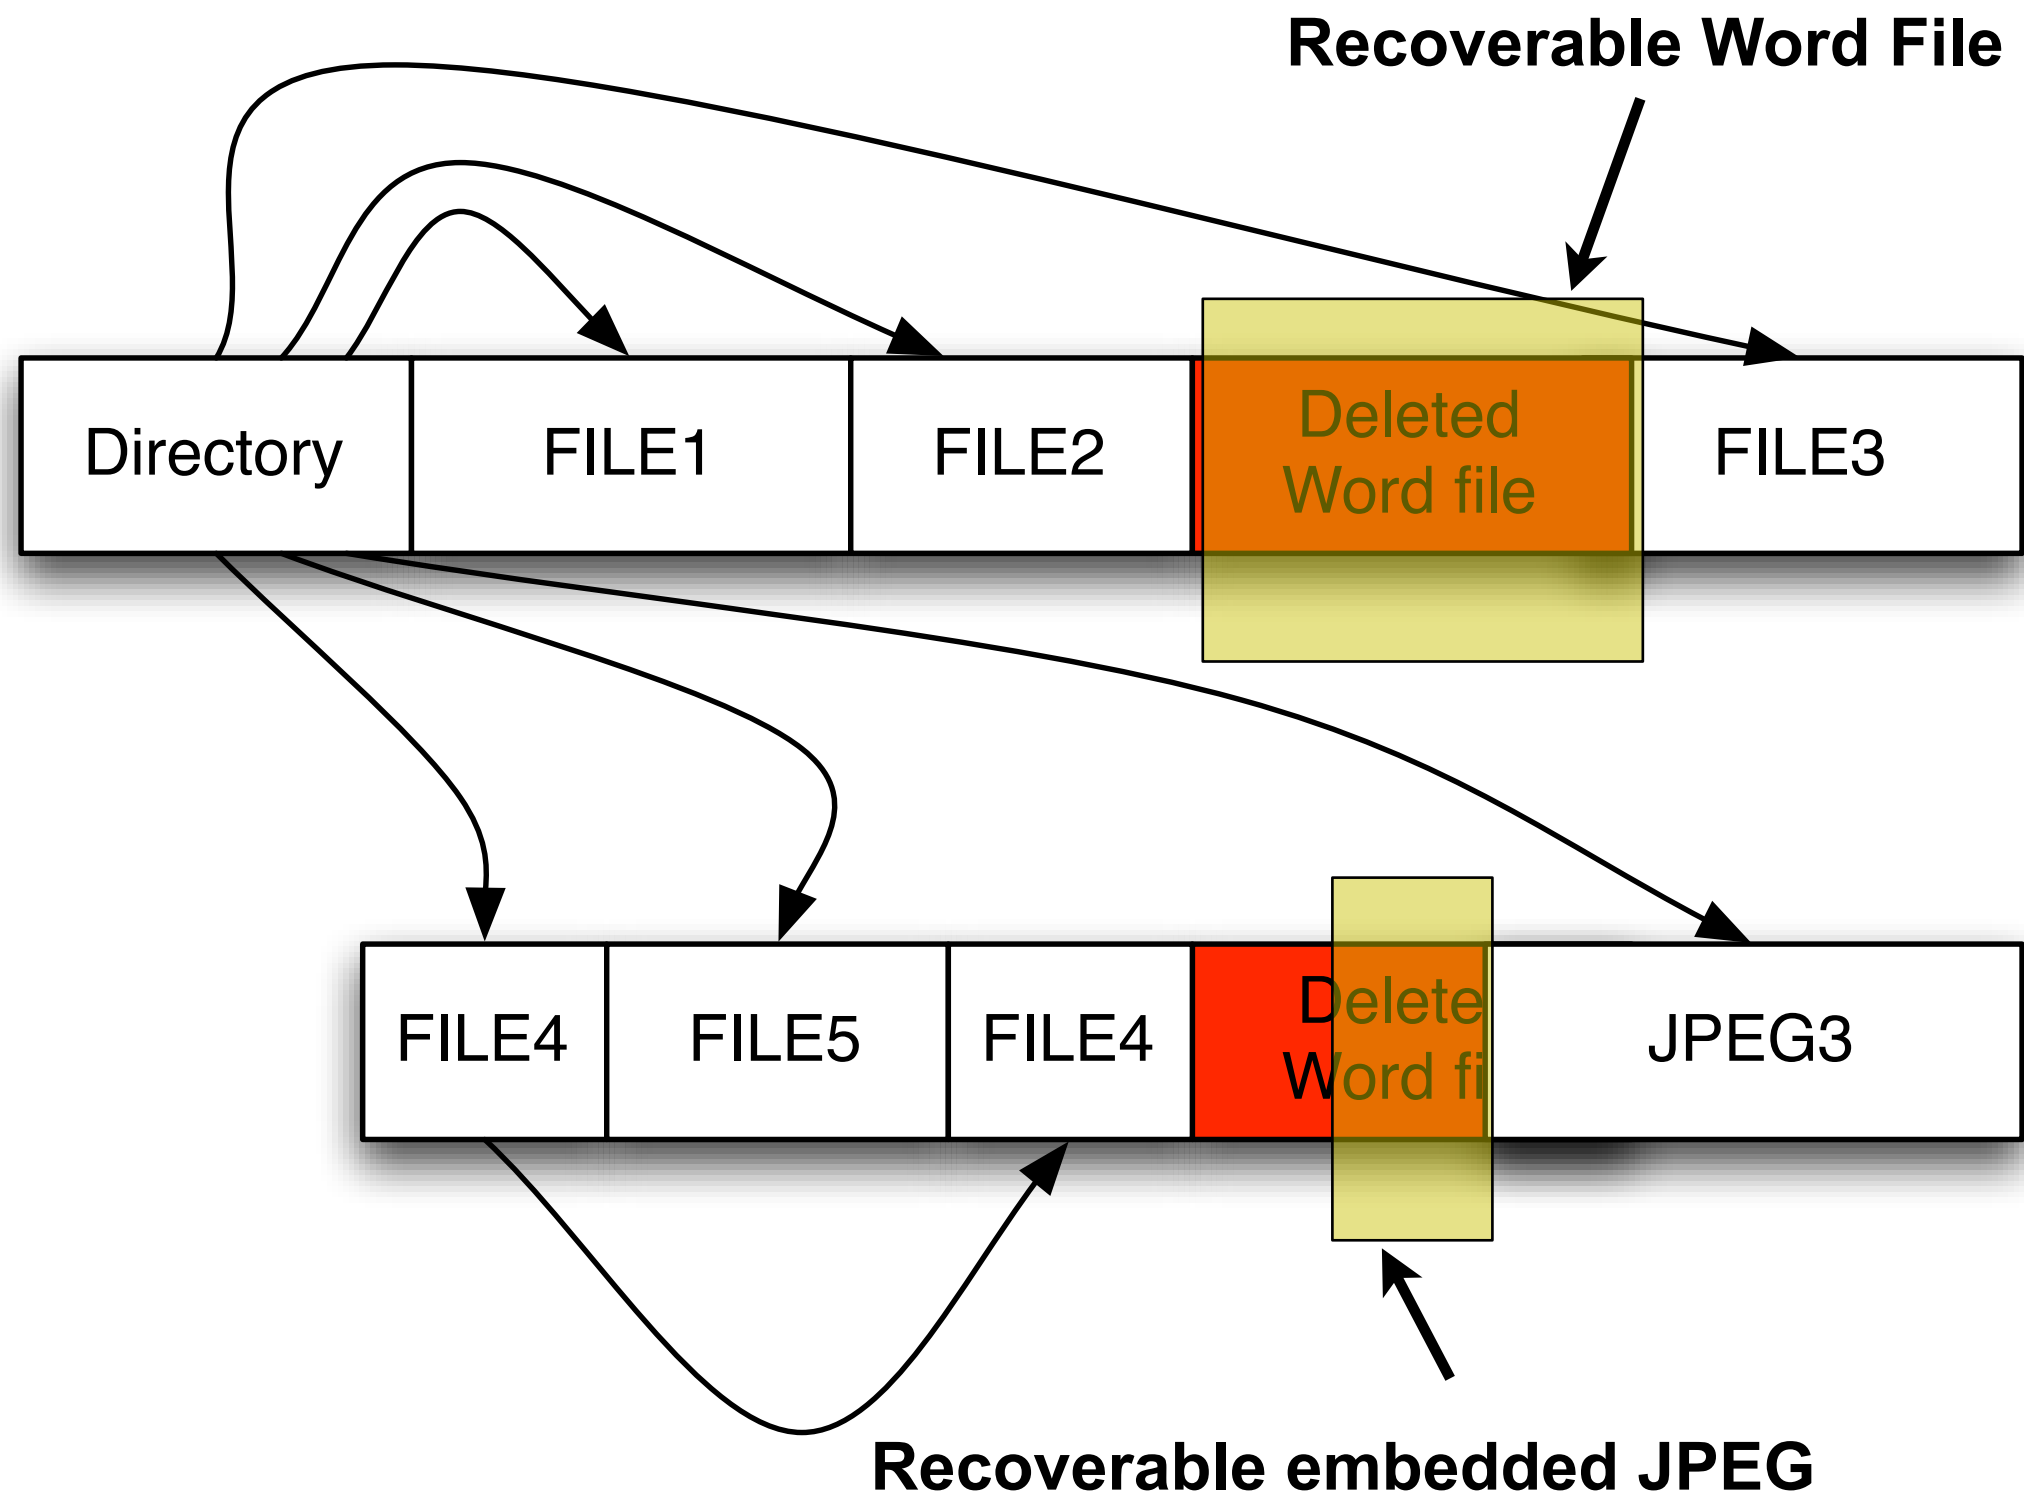 Recoverable Word File
Directory
FILE1
FILE2
Deleted
Word file
FILE3
FILE4
FILE5
FILE4
Delete
Word fi
JPEG3
Recoverable embedded JPEG